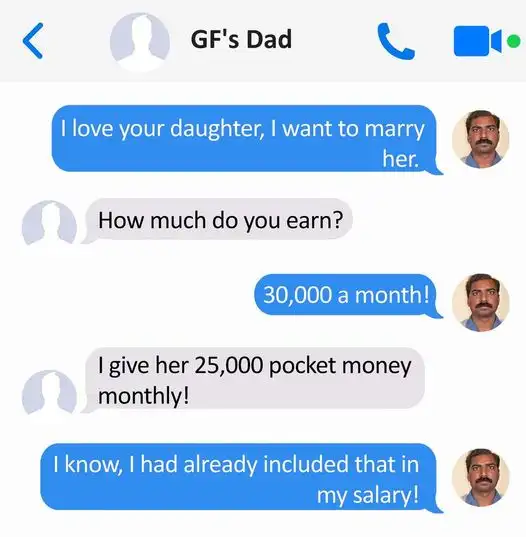 GF's Dad
I love your daughter, I want to marry
her.
How much do you earn?
30,000 a month!
I give her 25,000 pocket money
monthly!
I know, I had already included that in
my salary!